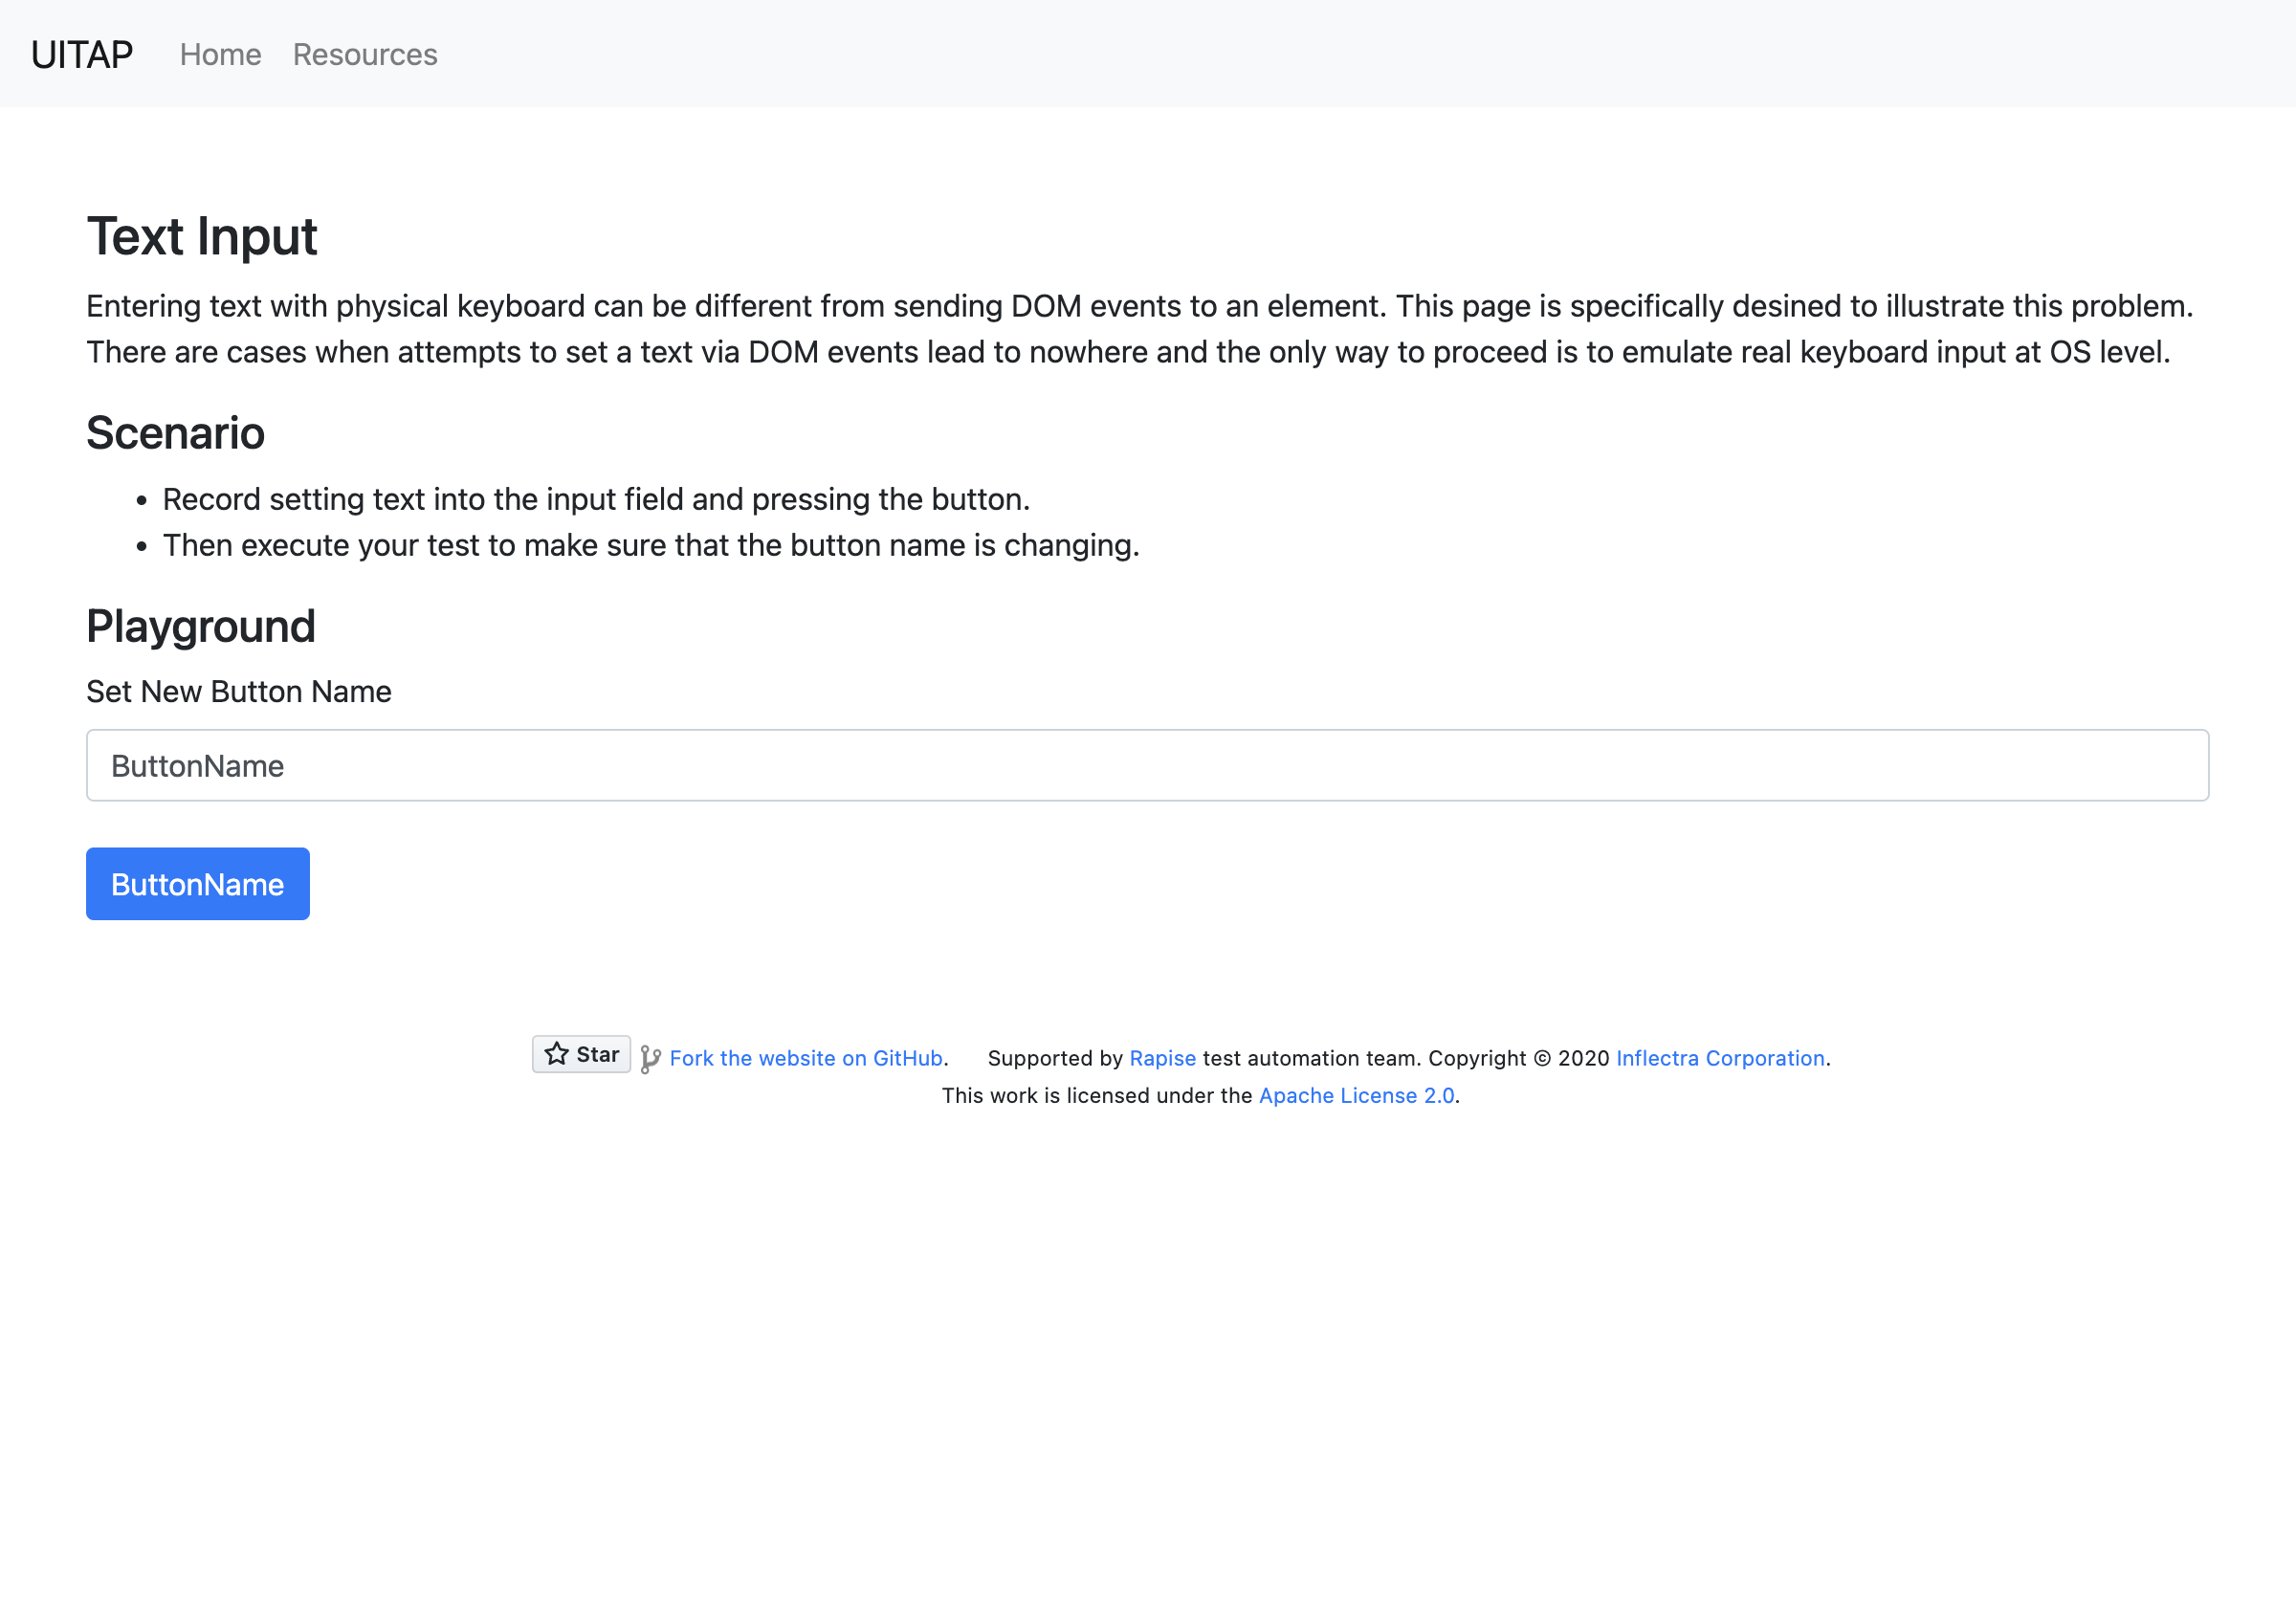 UITAP Home Resources
Text Input
Entering text with physical keyboard can be different from sending DOM events to an element. This page is specifically desined to illustrate this problem.
There are cases when attempts to set a text via DOM events lead to nowhere and the only way to proceed is to emulate real keyboard input at OS level.
Scenario
• Record setting text into the input field and pressing the button.
• Then execute your test to make sure that the button name is changing.
Playground
Set New Button Name
ButtonName
ButtonName
Star Fork the website on GitHub. Supported by Rapise test automation team. Copyright © 2020 Inflectra Corporation.
This work is licensed under the Apache License 2.0.